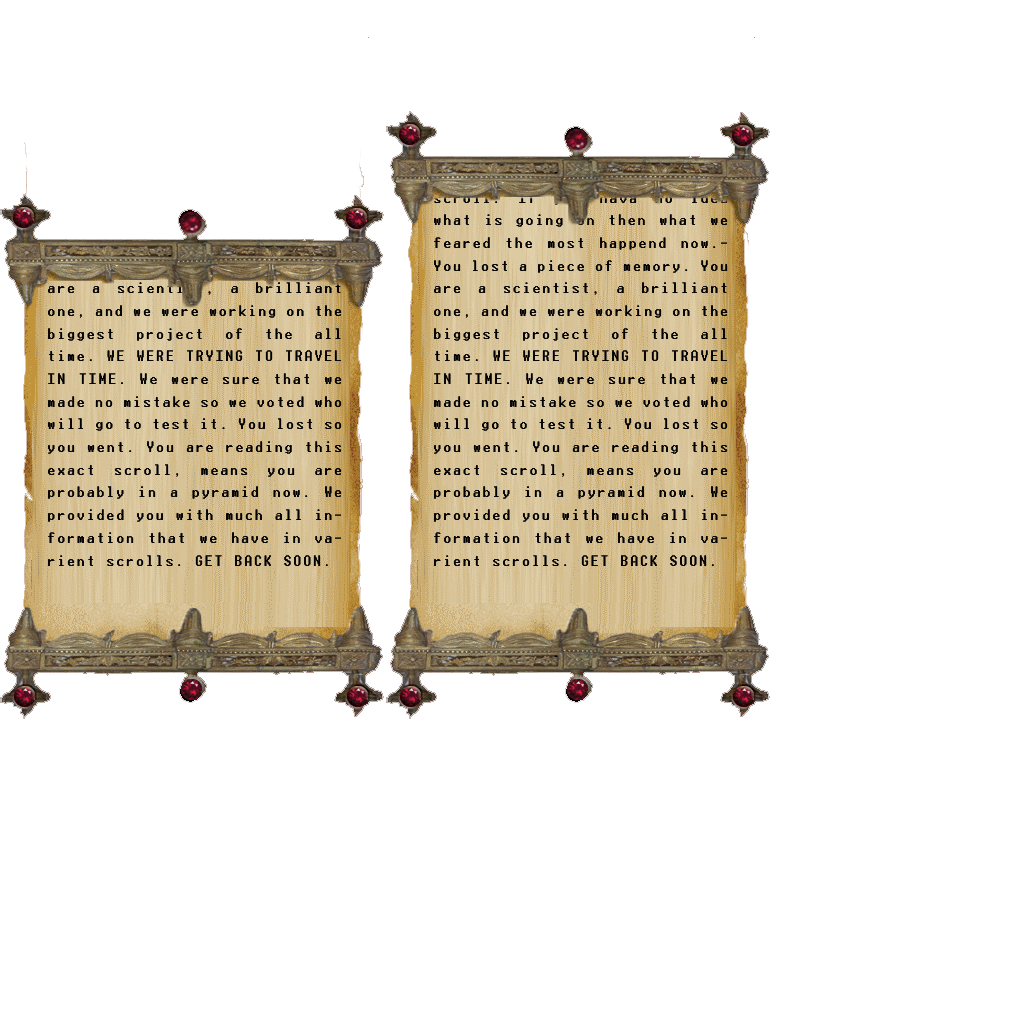 are a scientist, a brilliant
one, and we were working on the
biggest project of the all
time. WE WERE TRYING TO TRAVEL
IN TIME. We were sure that we
made no mistake so we voted who
will go to test it. You lost so
you went. You are reading this
exact scroll, means you are
probably in a pyramid now. We
provided you with much all in-
formation that we have in va-
rient scrolls. GET BACK SOON.
scroll. If hava no idea
what is going on then what we
feared the most happend now.-
You lost a piece of memory. You
are a scientist, a brilliant
one, and we were working on the
biggest project of the all
time. WE WERE TRYING TO TRAVEL
IN TIME. We were sure that we
made no mistake so we voted who
will go to test it. You lost so
you went. You are reading this
exact scroll, means you are
probably in a pyramid now. We
provided you with much all in-
formation that we have in va-
rient scrolls. GET BACK SOON.